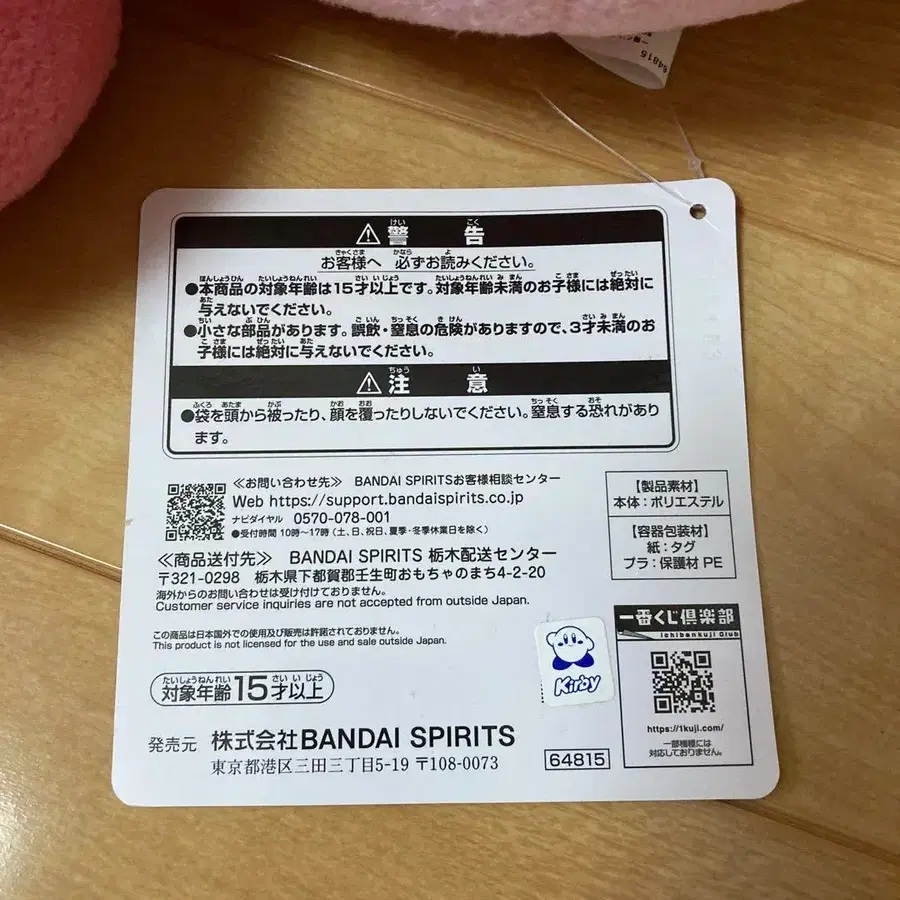 64815
⚠警告
お客様へ 必ずお読みください。
●本商品の対象年齢は15才以上です。対象年齢未満のお子様には絶対に
与えないでください。
●小さな部品があります。誤飲・窒息の危険がありますので、3才未満のお
子様には絶対に与えないでください。
⚠注意
●袋を頭から被ったり、顔を覆ったりしないでください。窒息する恐れがあり
ます。
≪お問い合わせ先≫ BANDAI SPIRITSお客様相談センター
Web https://support.bandaispirits.co.jp
ナビダイヤル 0570-078-001
●受付時間 10時～17時(土、日、祝日、夏季・冬季休業日を除く)
≪商品送付先≫ BANDAI SPIRITS 栃木配送センター
〒321-0298 栃木県下都賀郡壬生町おもちゃのまち4-2-20
海外からのお問い合わせは受け付けておりません。
Customer service inquiries are not accepted from outside Japan.
この商品は日本国外での使用及び販売は許諾されておりません。
This product is not licensed for the use and sale outside Japan.
対象年齢15才以上
発売元 株式会社BANDAI SPIRITS
東京都港区三田三丁目5-19 〒108-0073
【製品素材】
本体：ポリエステル
【容器包装材】
紙：タグ
プラ：保護材 PE
Kirby
64815
一番くじ倶楽部
Ichibankuji Club
https://1kuji.com/
一部機種には
対応しておりません。